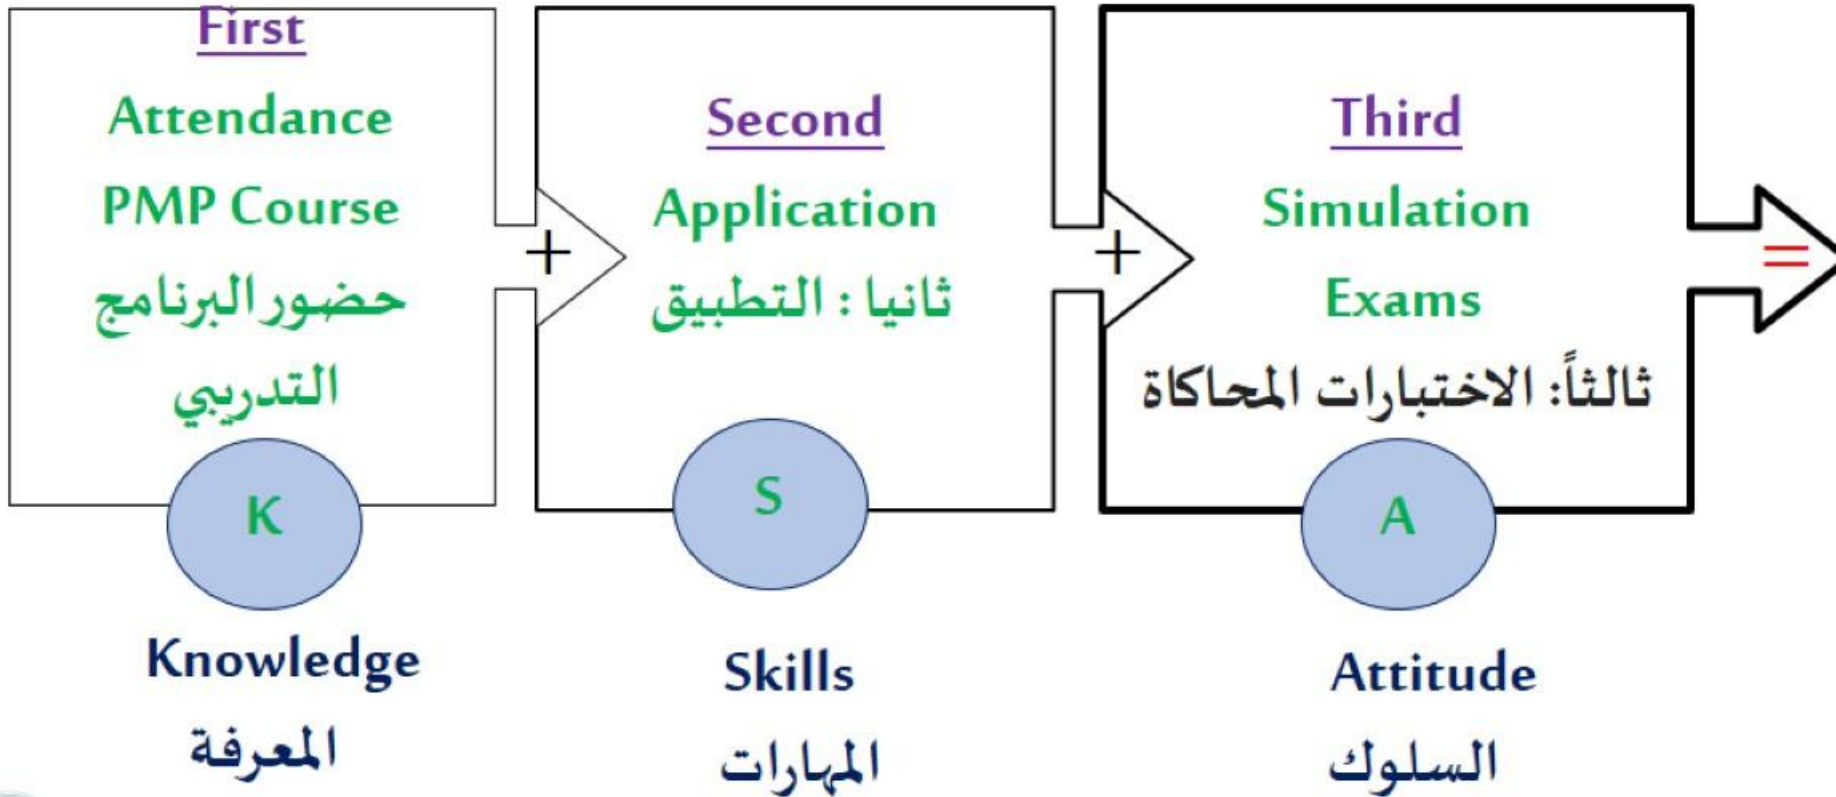 First
Attendance
PMP Course
حضور البرنامج
التدريبي
K
Knowledge
المعرفة
+
Second
Application
ثانيا : التطبيق
S
Skills
المهارات
+
Third
Simulation
Exams
ثالثاً: الاختبارات المحاكاة
A
Attitude
السلوك
=